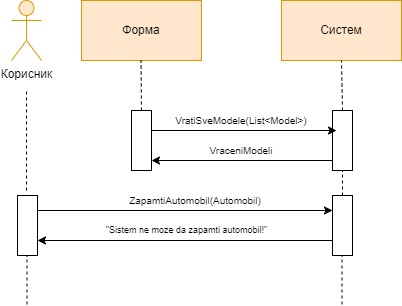 Форма
Систем
Корисник
VratiSveModele(List<Model>)
VraceniModeli
ZapamtiAutomobil(Automobil)
"Sistem ne moze da zapamti automobil!"